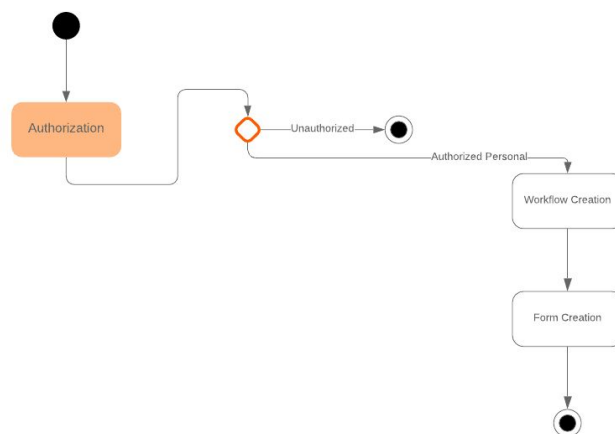 Authorization
Unauthorized
Authorized Personal
Workflow Creation
Form Creation